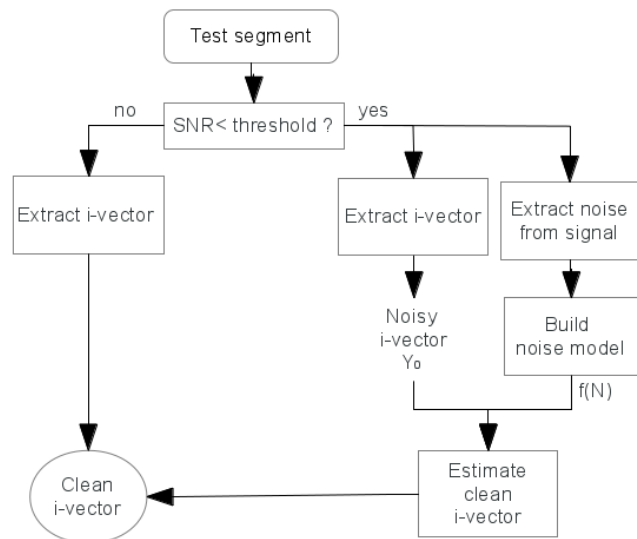 Test segment
no
SNR< threshold ?
yes
Extract i-vector
Extract i-vector
Extract noise
from signal
Noisy
i-vector
Y₀
Build
noise model
f(N)
Clean
i-vector
Estimate
clean
i-vector